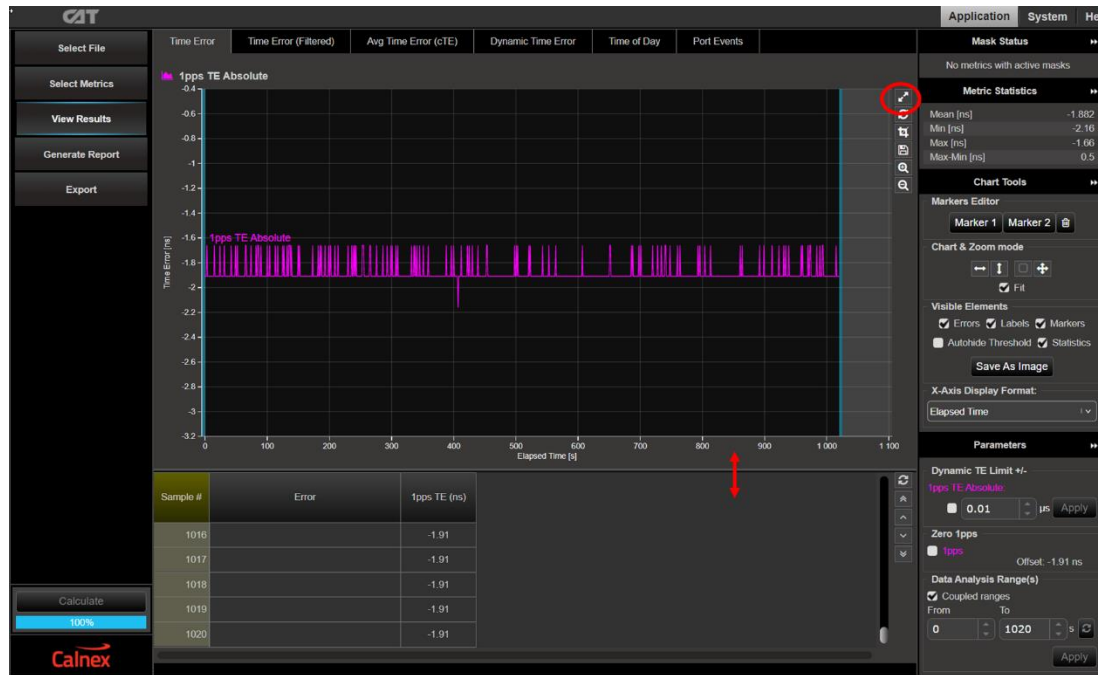 CAT
Application System He
Select File
Select Metrics
View Results
Generate Report
Export
Calculate
100%
Calnex
Time Error Time Error (Filtered) Avg Time Error (cTE) Dynamic Time Error Time of Day Port Events
1pps TE Absolute
-0.4
-0.6
-0.8
-1
-1.2
-1.4
-1.6
-1.8
-2
-2.2
-2.4
-2.6
-2.8
-3
-3.2
Time Error [ns]
1pps TE Absolute
0 100 200 300 400 500 600 700 800 900 1 000 1 100
Elapsed Time [s]
Sample # Error 1pps TE (ns)
1016 -1.91
1017 -1.91
1018 -1.91
1019 -1.91
1020 -1.91
Mask Status
No metrics with active masks
Metric Statistics
Mean [ns] -1.882
Min [ns] -2.16
Max [ns] -1.66
Max-Min [ns] 0.5
Chart Tools
Markers Editor
Marker 1 Marker 2
Chart & Zoom mode
Fit
Visible Elements
Errors Labels Markers
Autohide Threshold Statistics
Save As Image
X-Axis Display Format:
Elapsed Time
Parameters
Dynamic TE Limit +/-
1pps TE Absolute:
0.01 µs Apply
Zero 1pps
1pps
Offset: -1.91 ns
Data Analysis Range(s)
Coupled ranges
From To
0 1020 s
Apply